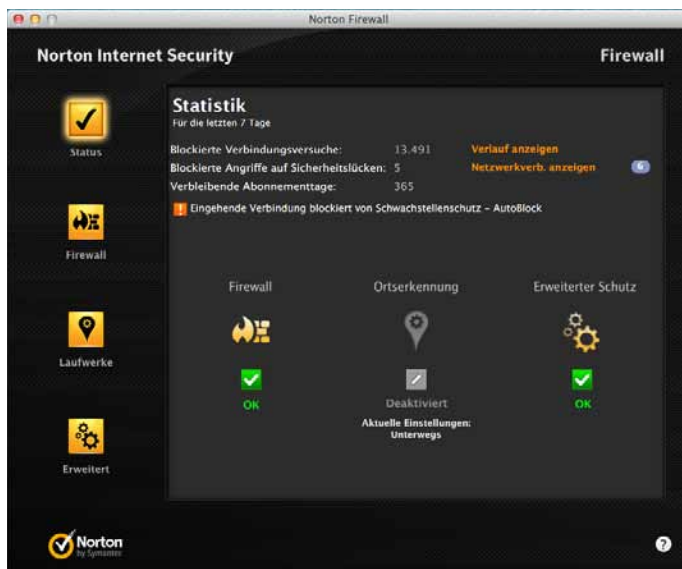 Norton Firewall
Norton Internet Security
Firewall
Status
Firewall
Laufwerke
Erweitert
Statistik
Für die letzten 7 Tage
Blockierte Verbindungsversuche: 13.491 Verlauf anzeigen
Blockierte Angriffe auf Sicherheitslücken: 5 Netzwerkverb. anzeigen 6
Verbleibende Abonnementtage: 365
Eingehende Verbindung blockiert von Schwachstellenschutz – AutoBlock
Firewall
OK
Ortserkennung
Deaktiviert
Aktuelle Einstellungen:
Unterwegs
Erweiterter Schutz
OK
Norton
by Symantec
?